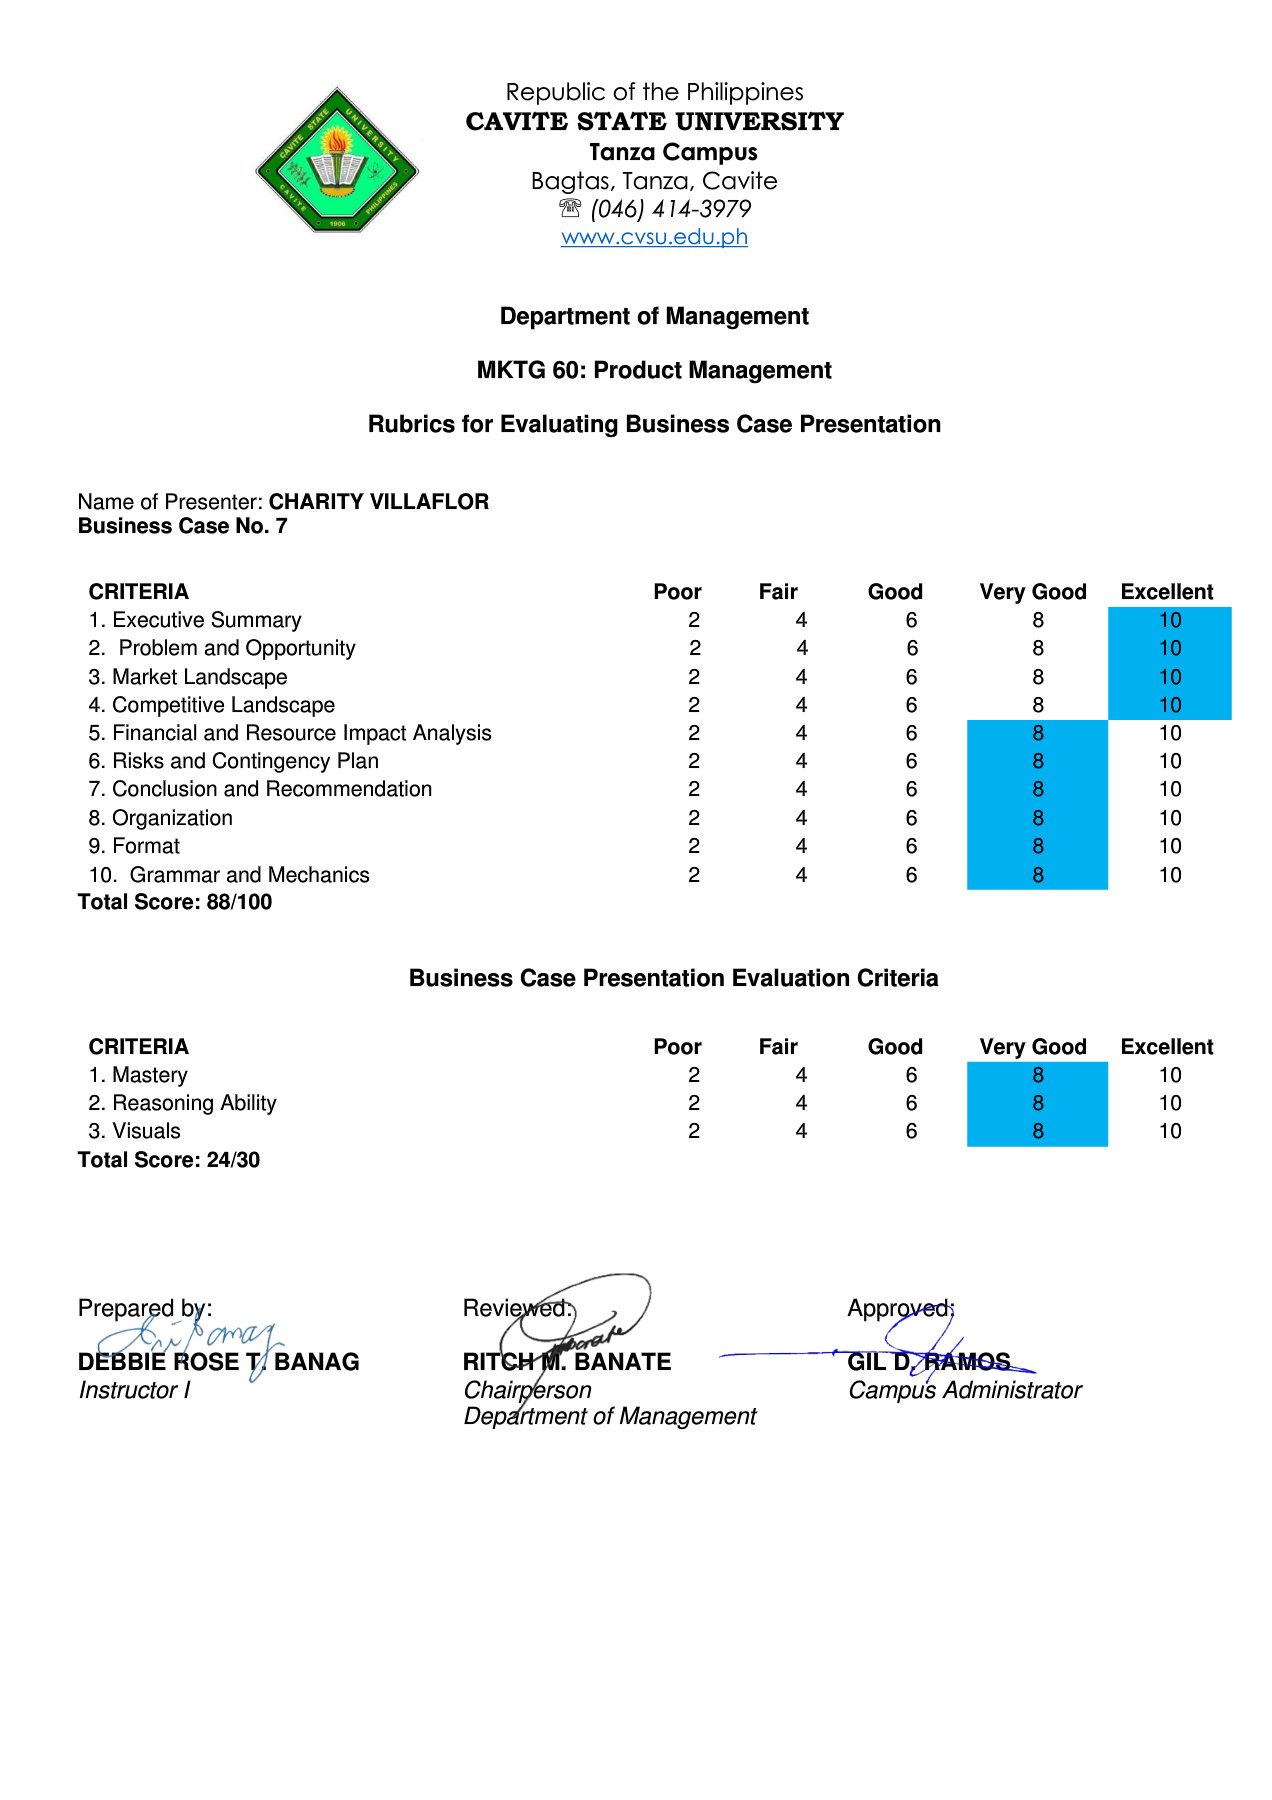 Republic of the Philippines
CAVITE STATE UNIVERSITY
Tanza Campus
Bagtas, Tanza, Cavite
☏ (046) 414-3979
www.cvsu.edu.ph
CAVITE STATE UNIVERSITY
CAVITE PHILIPPINES
1906
Department of Management
MKTG 60: Product Management
Rubrics for Evaluating Business Case Presentation
Name of Presenter: CHARITY VILLAFLOR
Business Case No. 7
CRITERIA Poor Fair Good Very Good Excellent
1. Executive Summary 2 4 6 8 10
2. Problem and Opportunity 2 4 6 8 10
3. Market Landscape 2 4 6 8 10
4. Competitive Landscape 2 4 6 8 10
5. Financial and Resource Impact Analysis 2 4 6 8 10
6. Risks and Contingency Plan 2 4 6 8 10
7. Conclusion and Recommendation 2 4 6 8 10
8. Organization 2 4 6 8 10
9. Format 2 4 6 8 10
10. Grammar and Mechanics 2 4 6 8 10
Total Score: 88/100
Business Case Presentation Evaluation Criteria
CRITERIA Poor Fair Good Very Good Excellent
1. Mastery 2 4 6 8 10
2. Reasoning Ability 2 4 6 8 10
3. Visuals 2 4 6 8 10
Total Score: 24/30
Prepared by: Reviewed: Approved:
DEBBIE ROSE T. BANAG RITCH M. BANATE GIL D. RAMOS
Instructor I Chairperson Campus Administrator
Department of Management